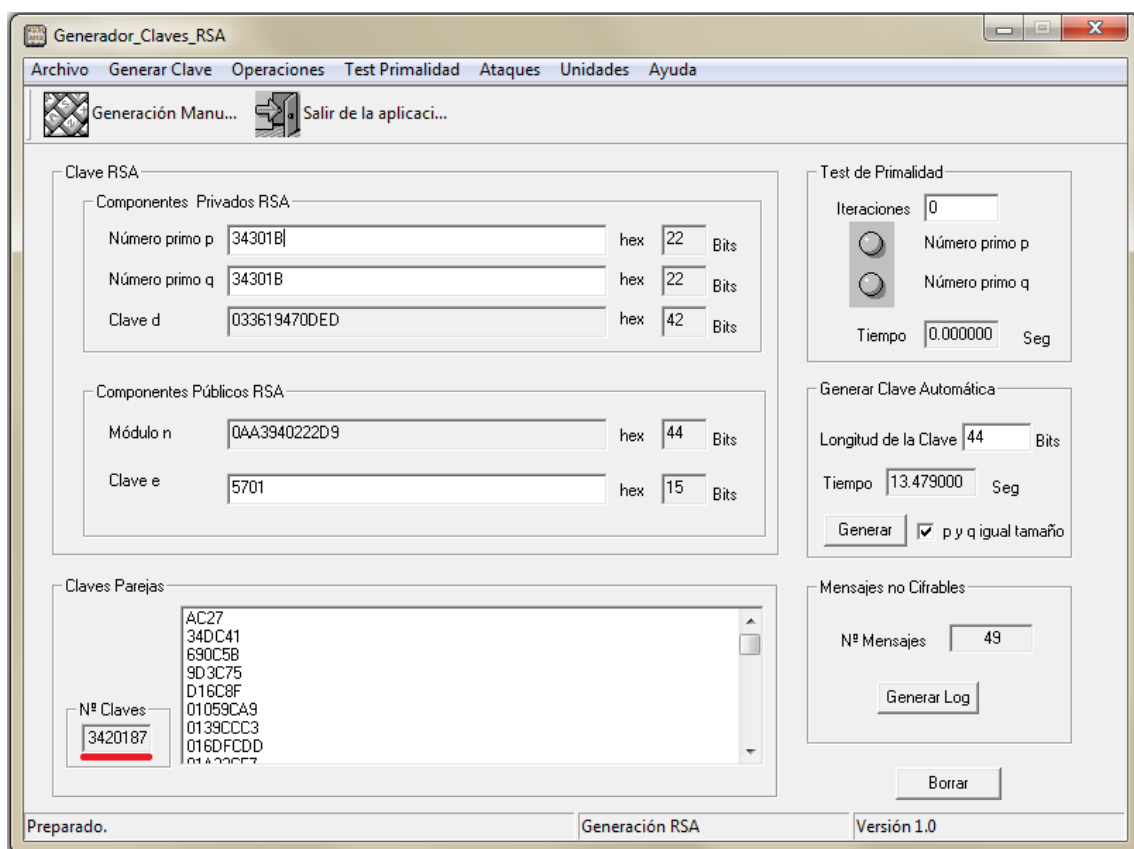 Generador_Claves_RSA
Archivo Generar Clave Operaciones Test Primalidad Ataques Unidades Ayuda
Generación Manu... Salir de la aplicaci...
Clave RSA
Componentes Privados RSA
Número primo p 34301B hex 22 Bits
Número primo q 34301B hex 22 Bits
Clave d 033619470DED hex 42 Bits
Componentes Públicos RSA
Módulo n 0AA3940222D9 hex 44 Bits
Clave e 5701 hex 15 Bits
Test de Primalidad
Iteraciones 0
Número primo p
Número primo q
Tiempo 0.000000 Seg
Generar Clave Automática
Longitud de la Clave 44 Bits
Tiempo 13.479000 Seg
Generar p y q igual tamaño
Claves Parejas
AC27
34DC41
690C5B
9D3C75
D16C8F
01059CA9
0139CCC3
016DFCDD
Nº Claves
3420187
Mensajes no Cifrables
Nº Mensajes 49
Generar Log
Borrar
Preparado. Generación RSA Versión 1.0